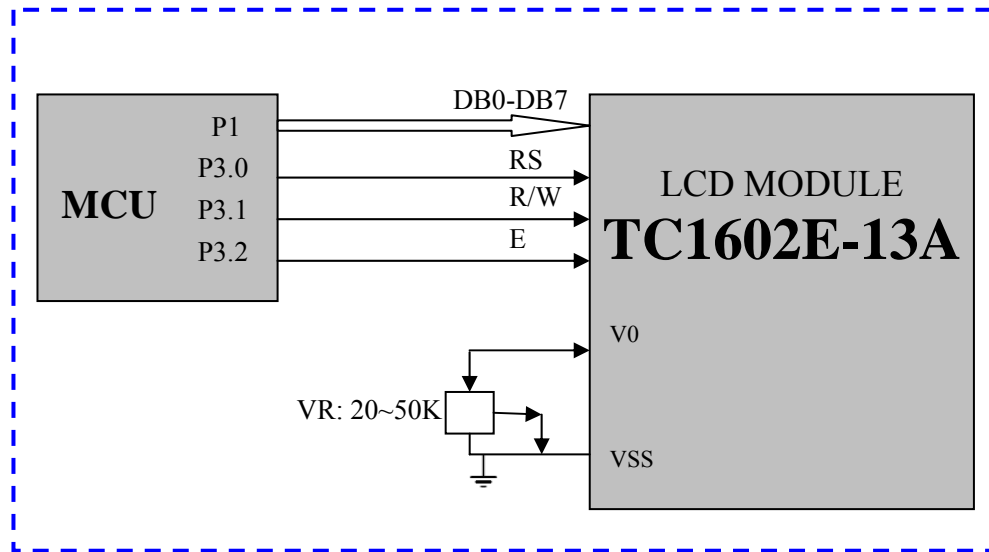 DB0-DB7
P1
P3.0
MCU
P3.1
P3.2
RS
R/W
E
LCD MODULE
TC1602E-13A
V0
VR: 20~50K
VSS